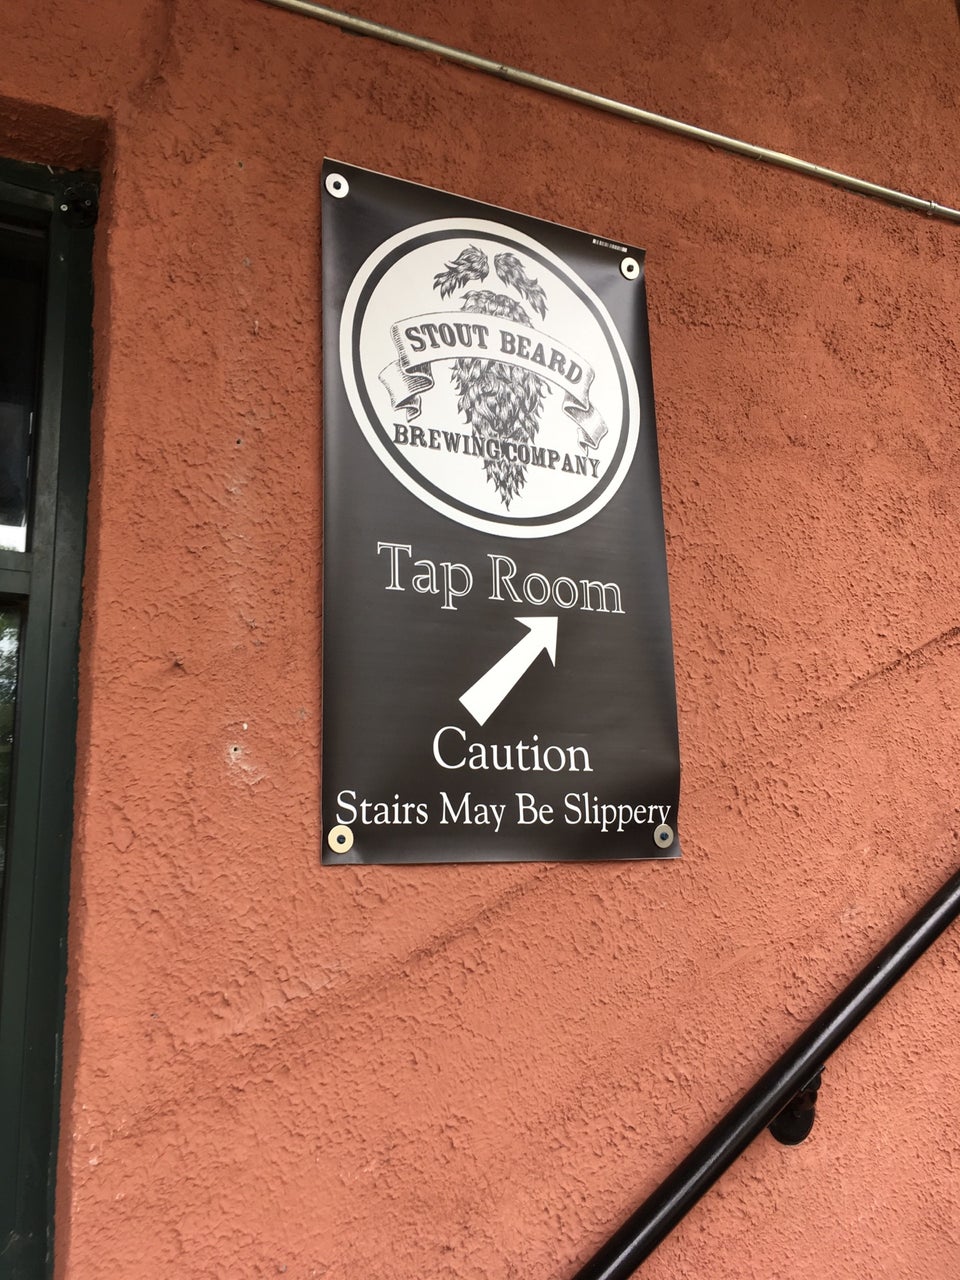 STOUT BEARD
BREWING COMPANY
Tap Room
Caution
Stairs May Be Slippery